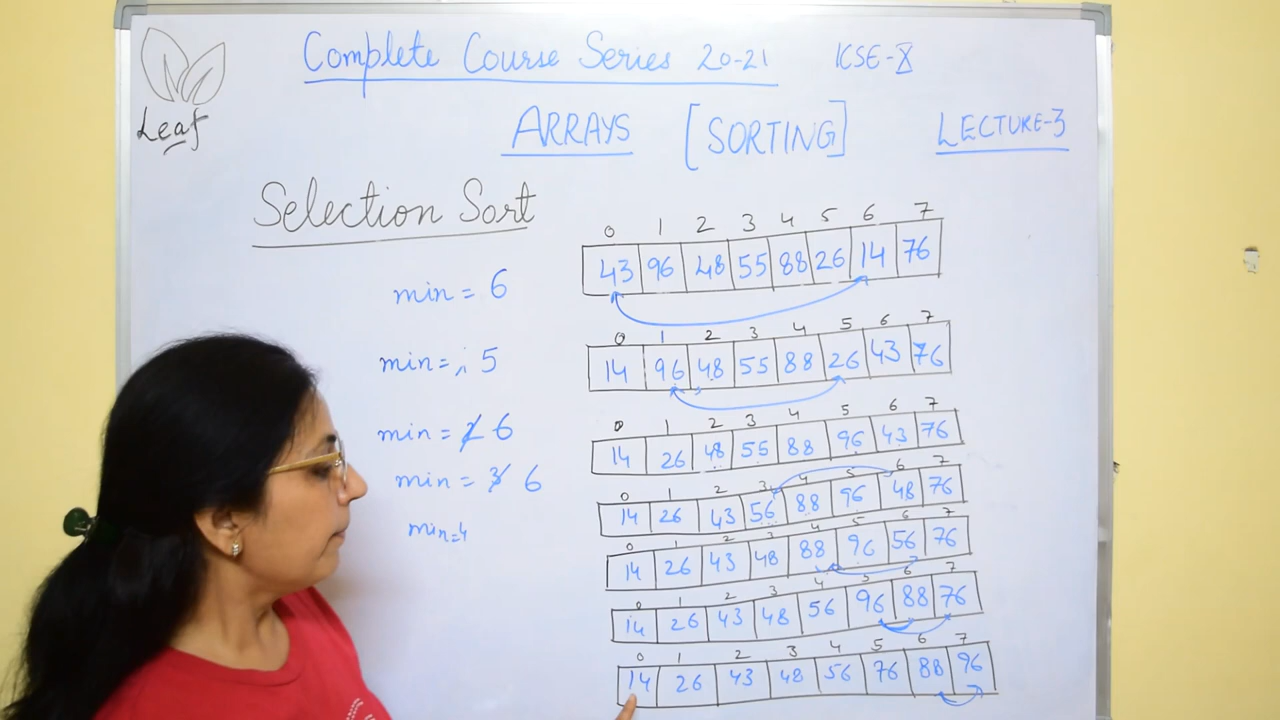 Complete Course Series 20-21 ICSE-X
Leaf
ARRAYS [SORTING] LECTURE-3
Selection Sort
0 1 2 3 4 5 6 7
43 96 48 55 88 26 14 76
min = 6
0 1 2 3 4 5 6 7
14 96 48 55 88 26 43 76
min = 5
0 1 2 3 4 5 6 7
14 26 48 55 88 96 43 76
min = 2 6
0 1 2 3 4 5 6 7
14 26 43 56 88 96 48 76
min = 3 6
0 1 2 3 4 5 6 7
14 26 43 48 88 96 56 76
min=4
0 1 2 3 4 5 6 7
14 26 43 48 56 96 88 76
0 1 2 3 4 5 6 7
14 26 43 48 56 76 88 96